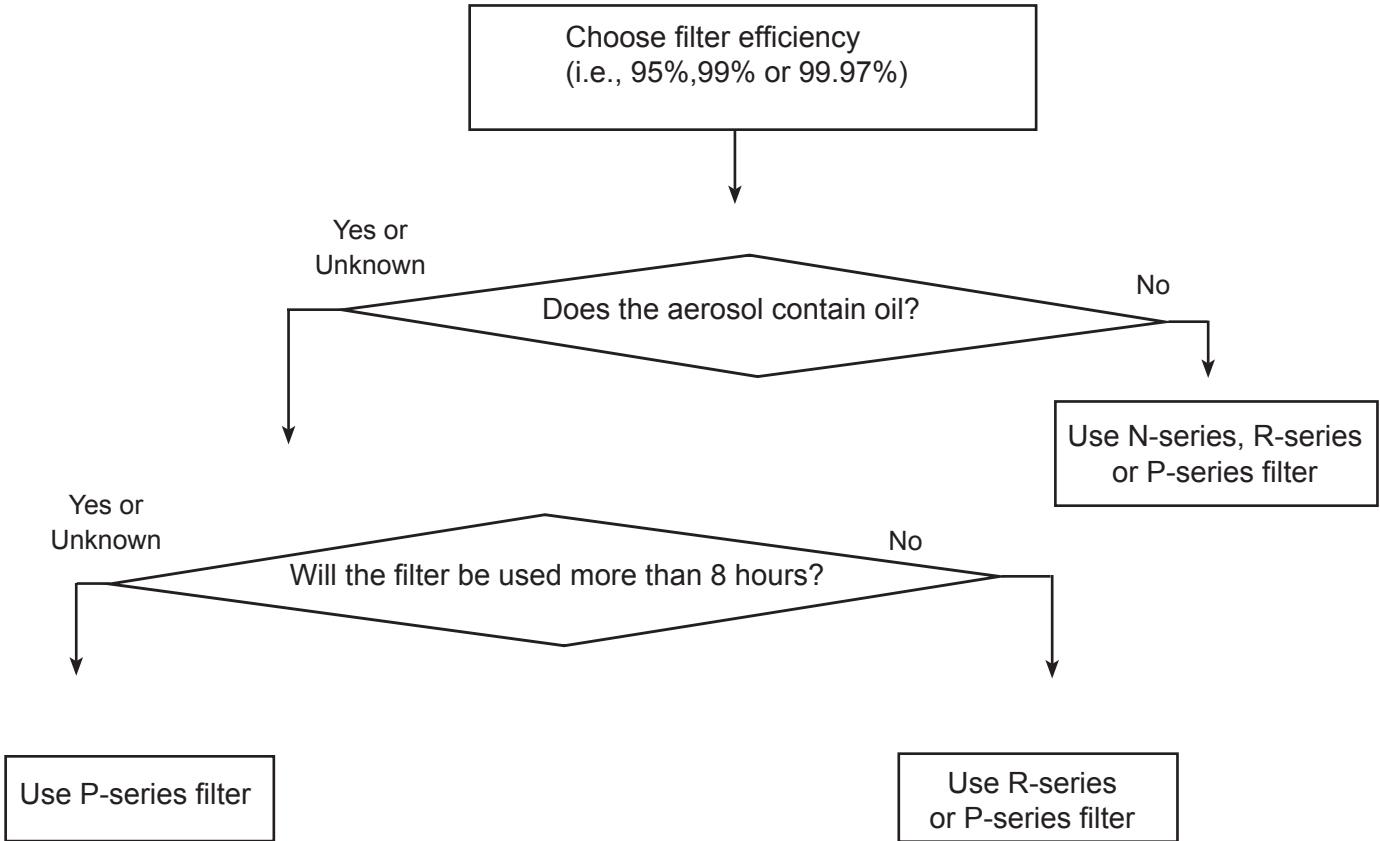 Choose filter efficiency
(i.e., 95%,99% or 99.97%)
Yes or
Unknown
Does the aerosol contain oil?
No
Use N-series, R-series
or P-series filter
Yes or
Unknown
Will the filter be used more than 8 hours?
No
Use P-series filter
Use R-series
or P-series filter